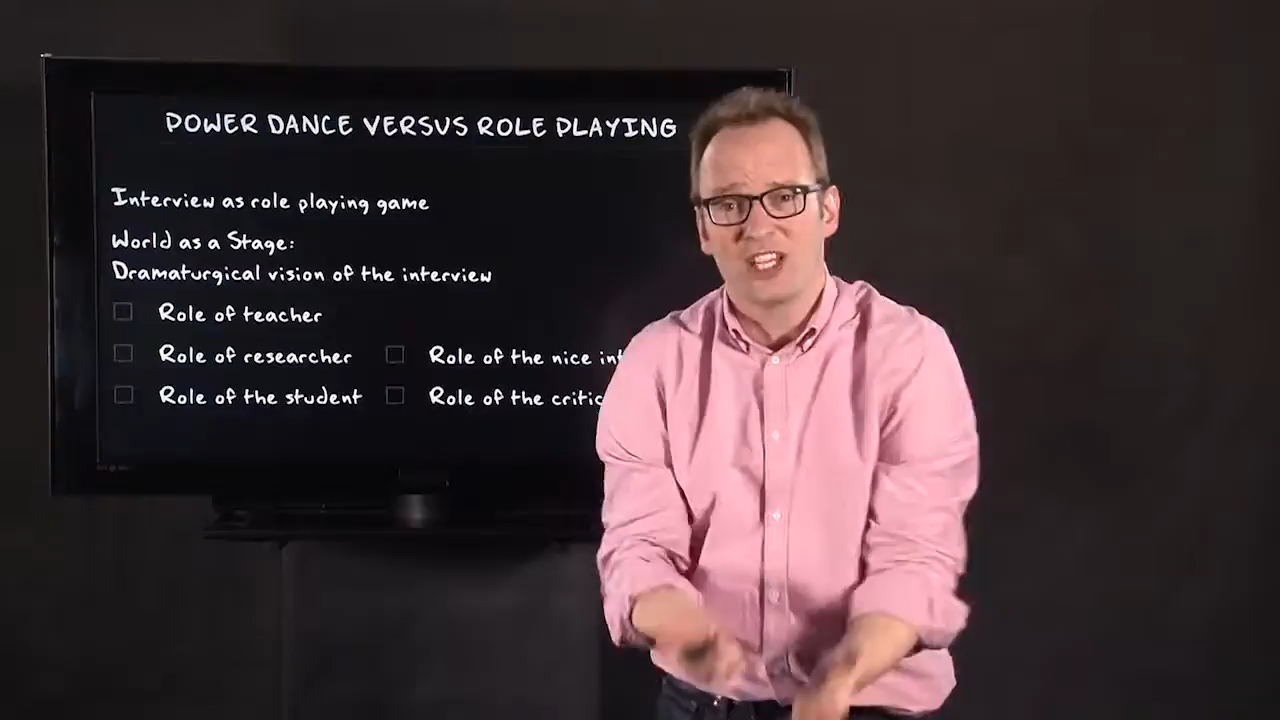 POWER DANCE VERSUS ROLE PLAYING
Interview as role playing game
World as a Stage:
Dramaturgical vision of the interview
Role of teacher
Role of researcher
Role of the nice
Role of the student
Role of the critic